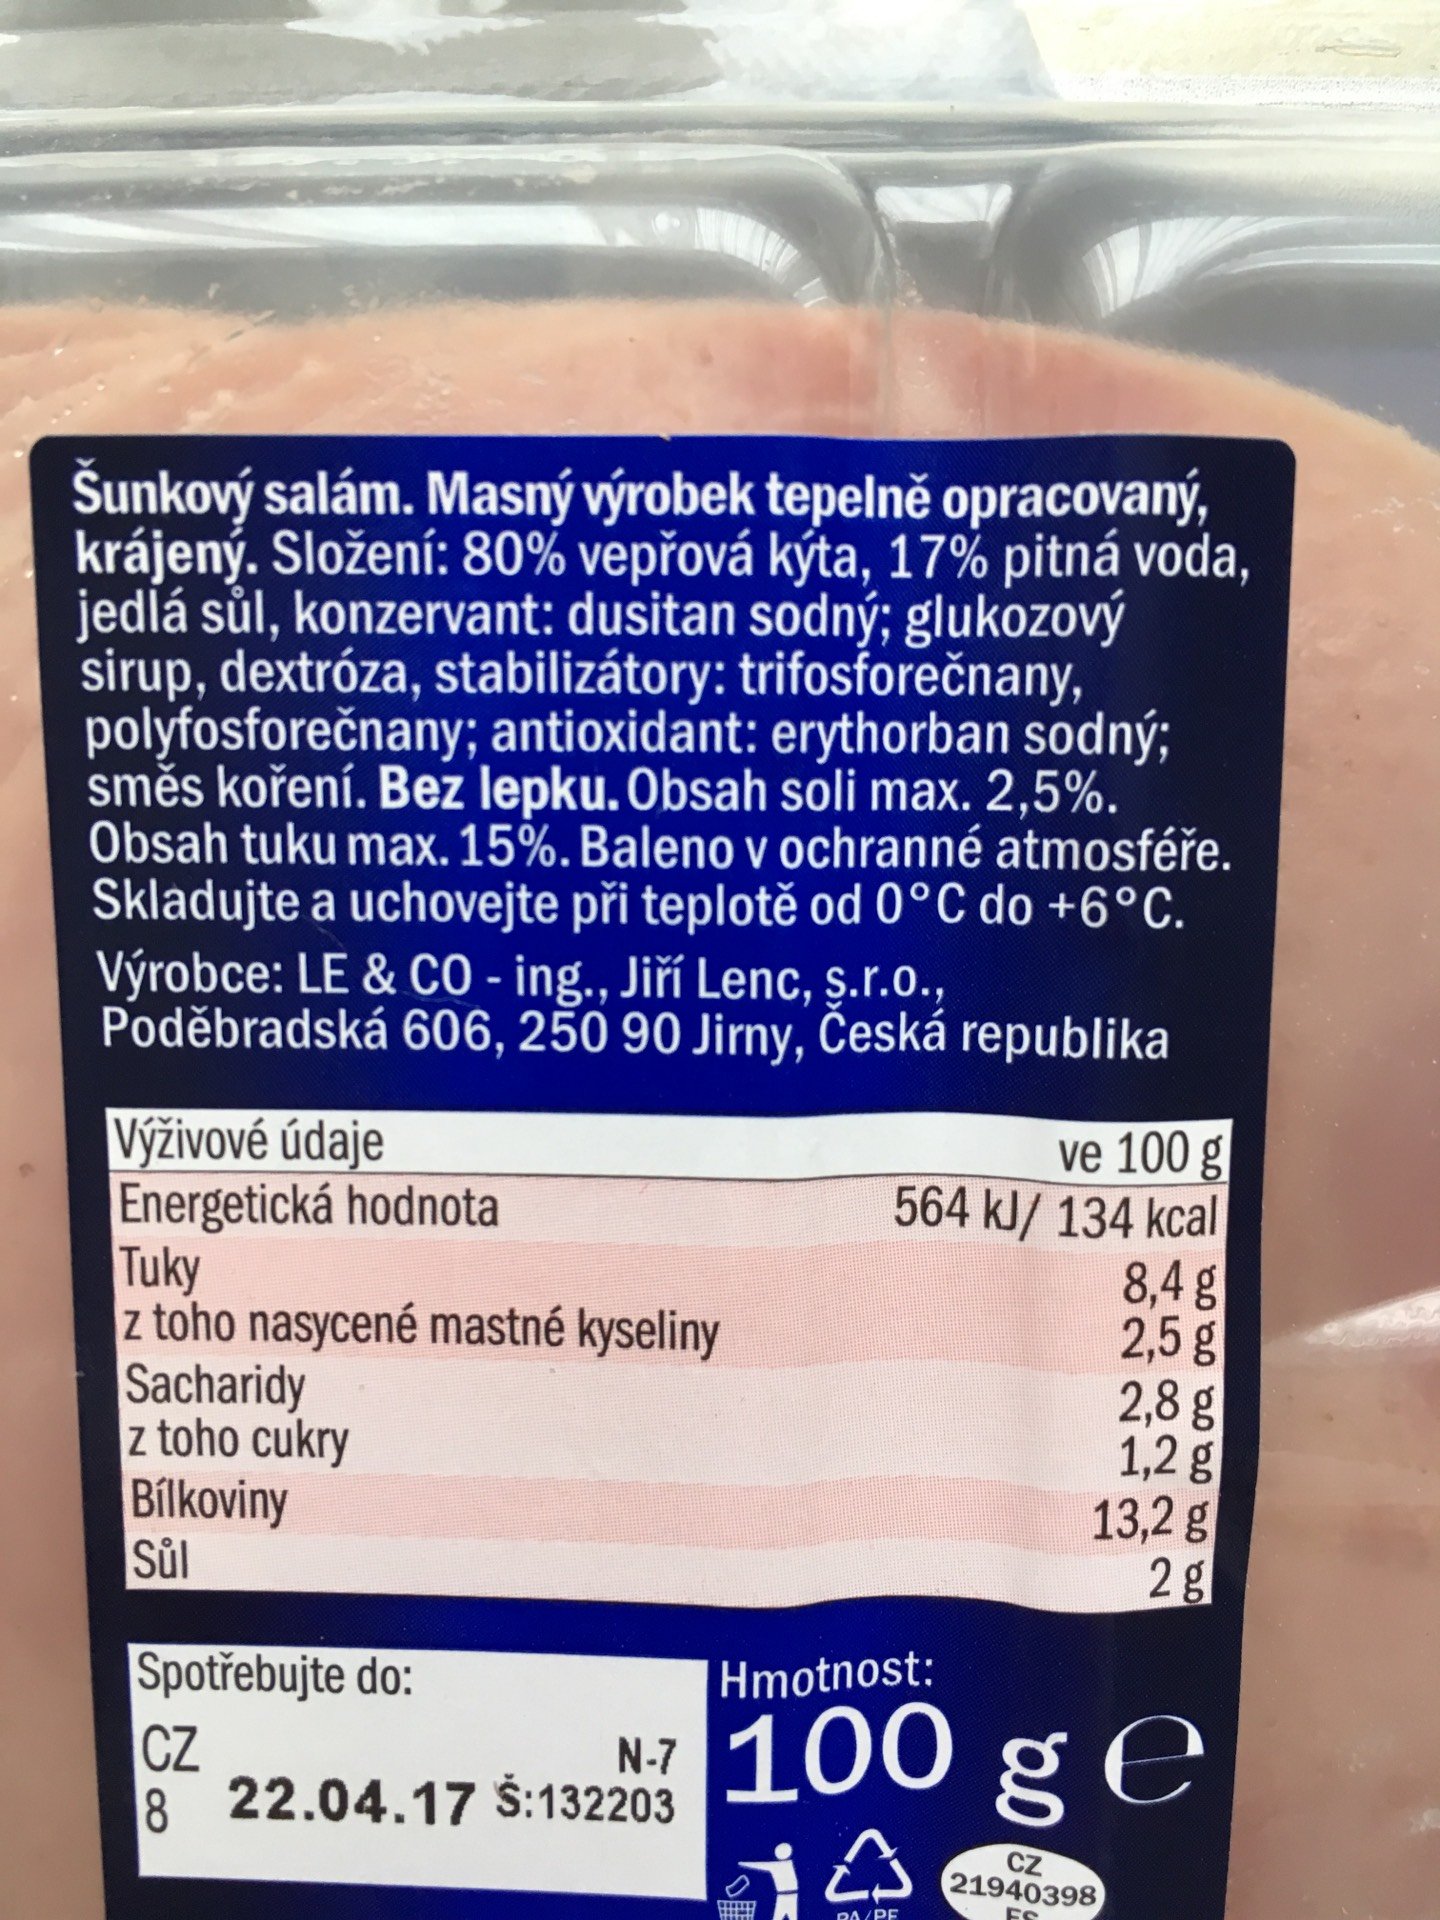 Šunkový salám. Masný výrobek tepelně opracovaný,
krájený. Složení: 80% vepřová kýta, 17% pitná voda,
jedlá sůl, konzervant: dusitan sodný; glukozový
sirup, dextróza, stabilizátory: trifosforečnany,
polyfosforečnany; antioxidant: erythorban sodný;
směs koření. Bez lepku. Obsah soli max. 2,5%.
Obsah tuku max. 15%. Baleno v ochranné atmosféře.
Skladujte a uchovejte při teplotě od 0°C do +6°C.
Výrobce: LE & CO - ing., Jiří Lenc, s.r.o.,
Poděbradská 606, 250 90 Jirny, Česká republika
Výživové údaje ve 100 g
Energetická hodnota 564 kJ/ 134 kcal
Tuky 8,4 g
z toho nasycené mastné kyseliny 2,5 g
Sacharidy 2,8 g
z toho cukry 1,2 g
Bílkoviny 13,2 g
Sůl 2 g
Spotřebujte do:
CZ N-7
8 22.04.17 Š:132203
Hmotnost:
100 g e
PA/PE
CZ
21940398
ES